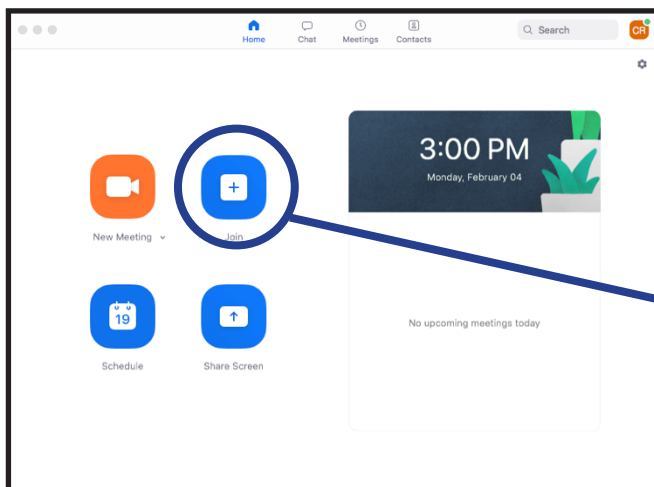 Home Chat Meetings Contacts
Search
CR
3:00 PM
Monday, February 04
New Meeting
Join
19
Schedule
Share Screen
No upcoming meetings today